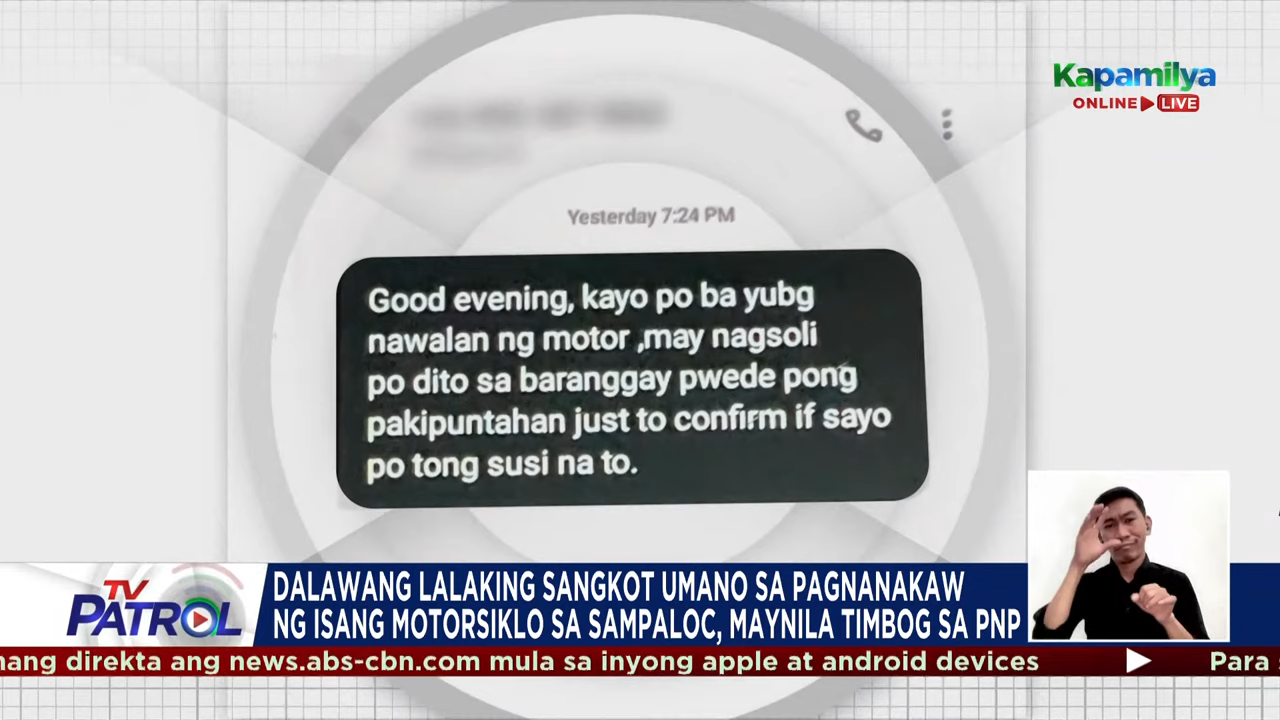 Kapamilya
ONLINE LIVE
Yesterday 7:24 PM
Good evening, kayo po ba yubg
nawalan ng motor ,may nagsoli
po dito sa baranggay pwede pong
pakipuntahan just to confirm if sayo
po tong susi na to.
TV
PATROL
DALAWANG LALAKING SANGKOT UMANO SA PAGNANAKAW
NG ISANG MOTORSIKLO SA SAMPALOC, MAYNILA TIMBOG SA PNP
direkta ang news.abs-cbn.com mula sa inyong apple at android devices
Para